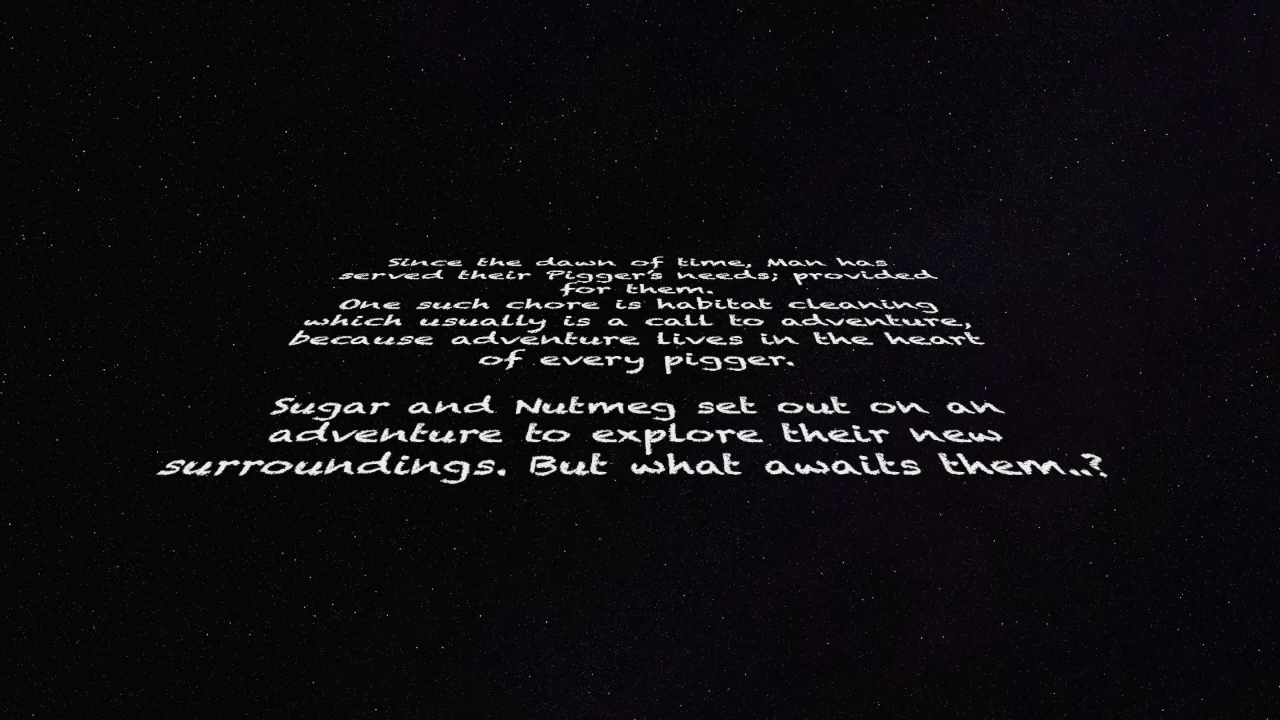 Since the dawn of time, Man has
served their Pigger's needs; provided
for them.
One such chore is habitat cleaning
which usually is a call to adventure,
because adventure lives in the heart
of every pigger.
Sugar and Nutmeg set out on an
adventure to explore their new
surroundings. But what awaits them..?